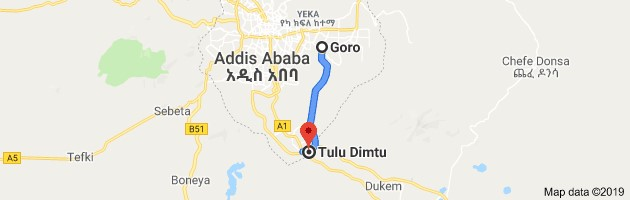 YEKA
የካ ክፍለ ከተማ
Goro
Addis Ababa
አዲስ አበባ
Chefe Donsa
ጨፌ ዶንሳ
Sebeta
A1
B51
Tulu Dimtu
A5
Tefki
Boneya
Dukem
Map data ©2019